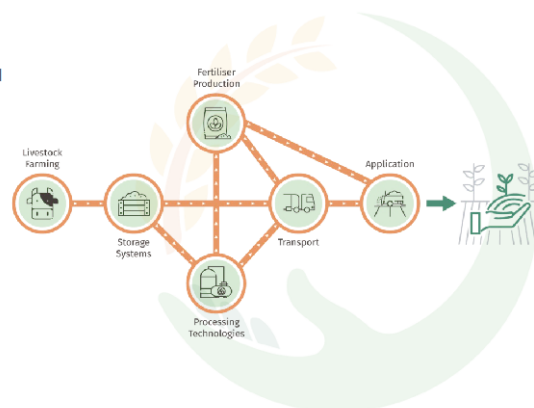 Fertiliser
Production
Livestock
Farming
Application
Storage
Systems
Transport
Processing
Technologies